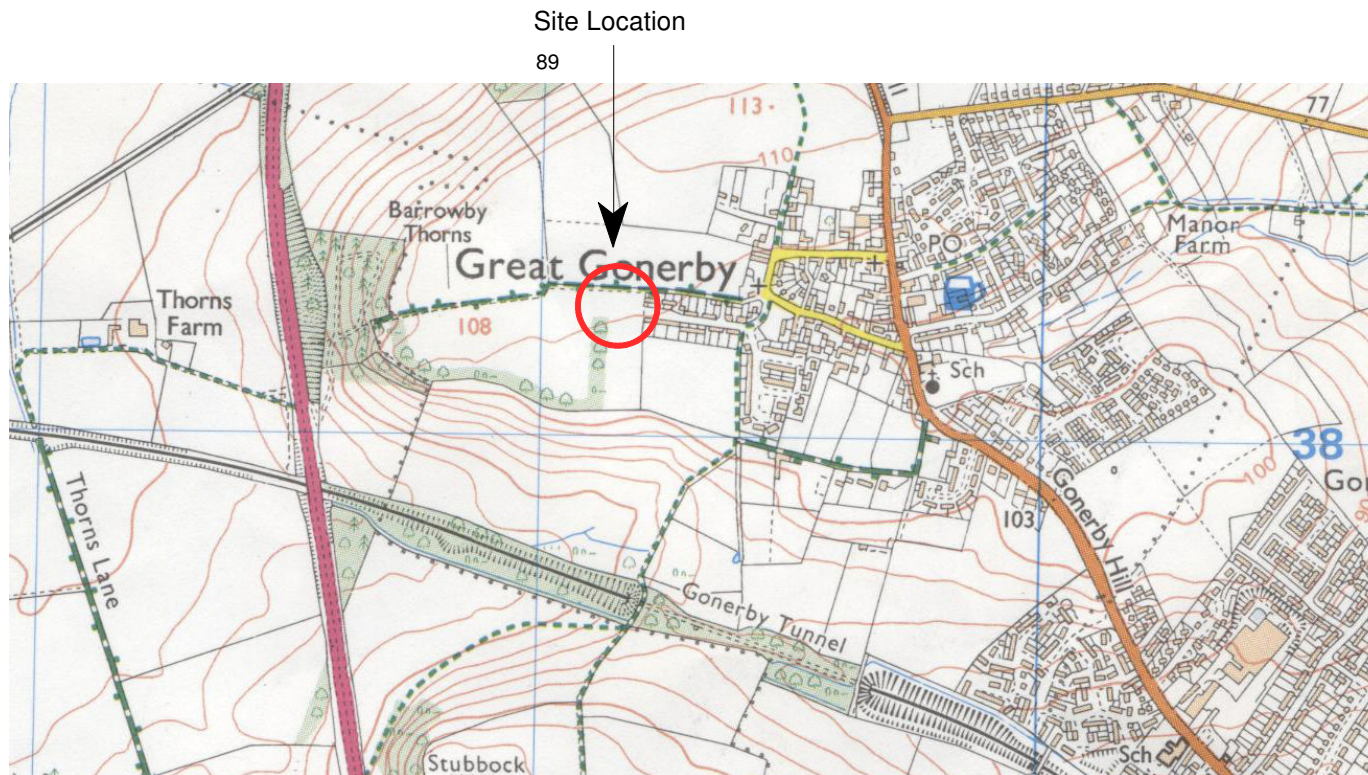 Site Location
89
113
77
110
Barrowby
Thorns
Manor
Farm
PO
Great Gonerby
Thorns
Farm
108
Sch
38
100
Gonerby Hill
103
Thorns Lane
Gonerby Tunnel
Sch
Stubbock